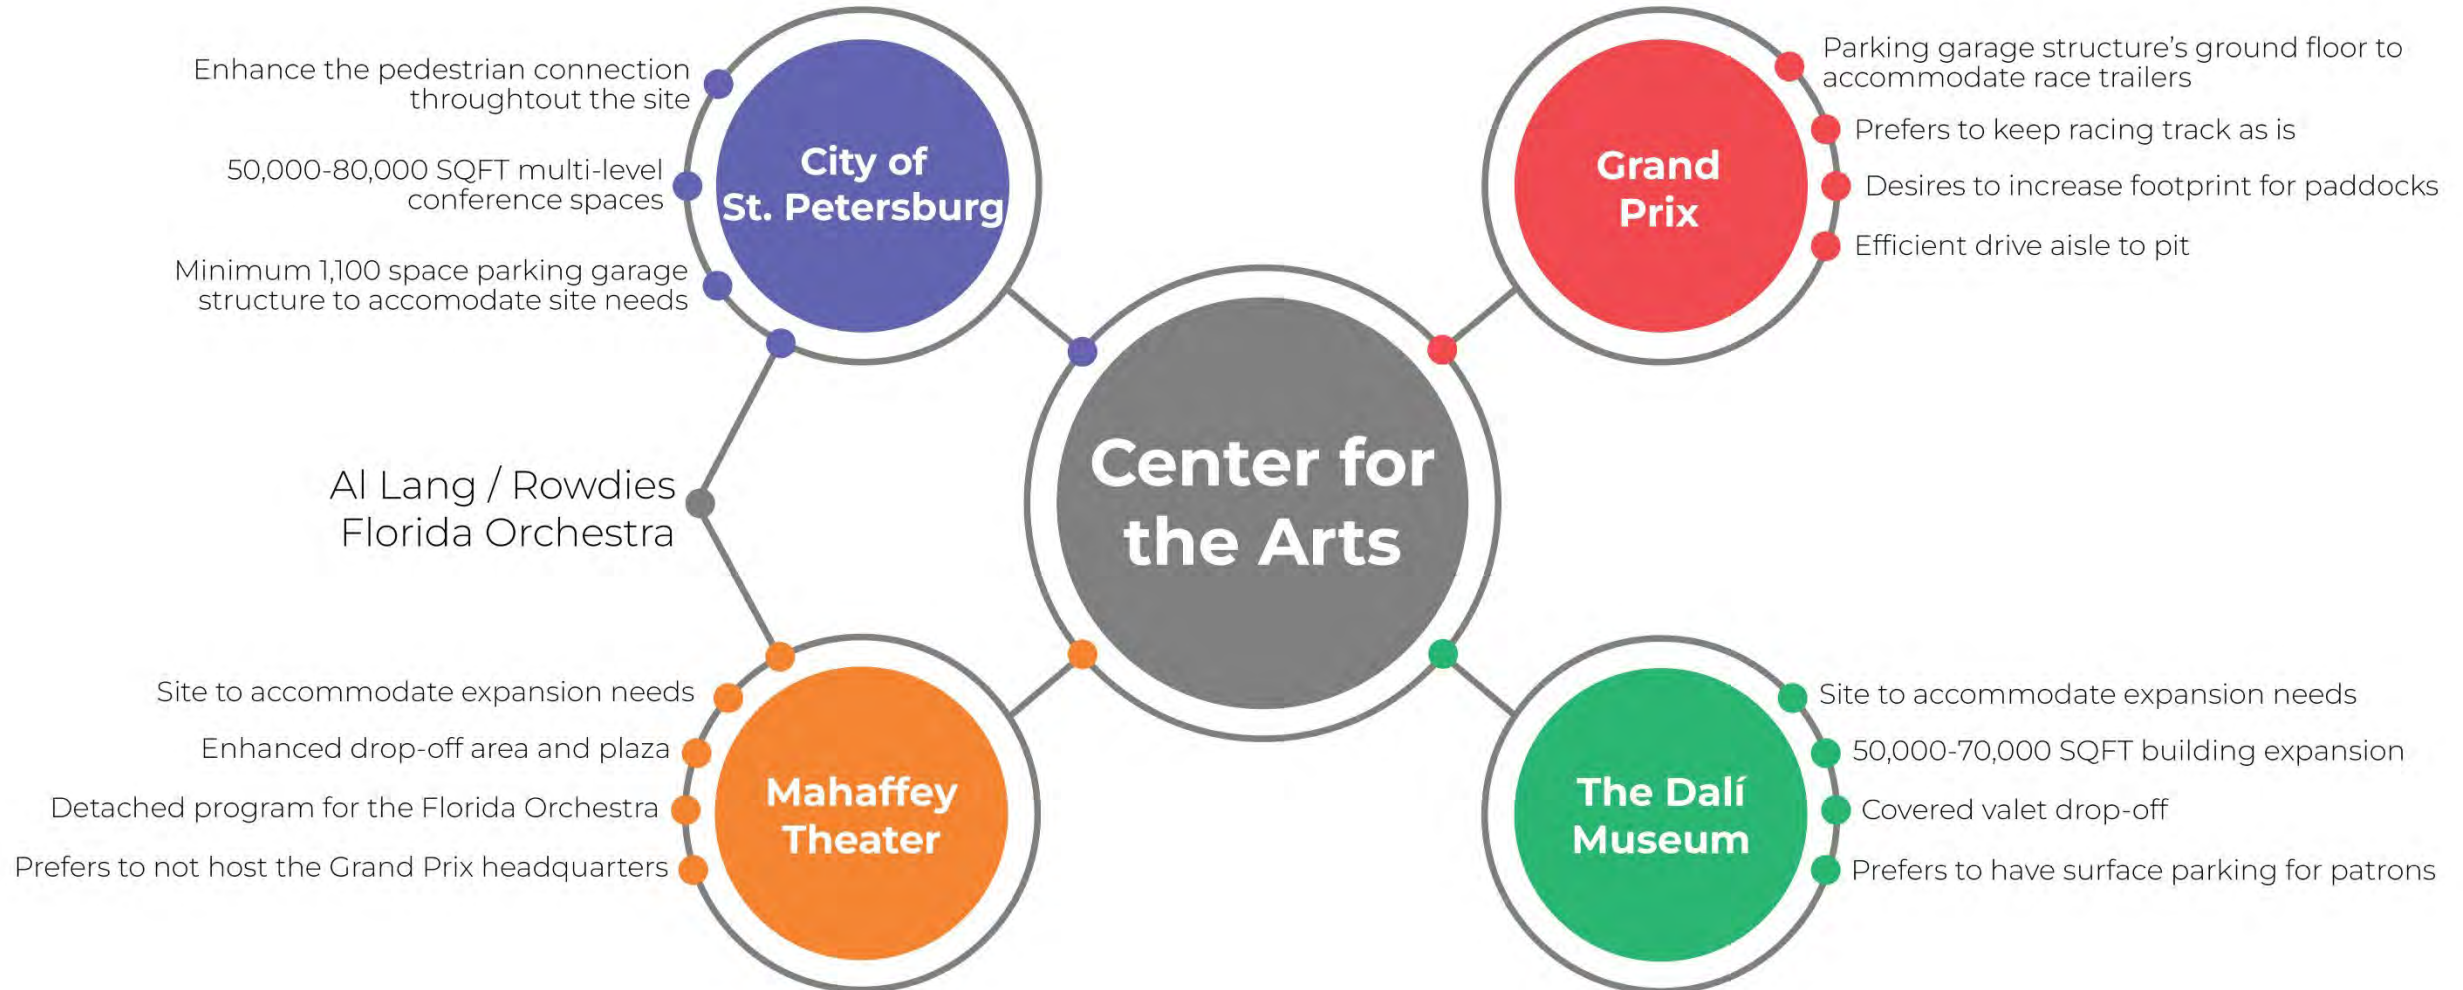 Enhance the pedestrian connection
throughtout the site
50,000-80,000 SQFT multi-level
conference spaces
Minimum 1,100 space parking garage
structure to accomodate site needs
City of
St. Petersburg
Grand
Prix
Parking garage structure's ground floor to
accommodate race trailers
Prefers to keep racing track as is
Desires to increase footprint for paddocks
Efficient drive aisle to pit
Al Lang / Rowdies
Florida Orchestra
Center for
the Arts
Site to accommodate expansion needs
Enhanced drop-off area and plaza
Detached program for the Florida Orchestra
Prefers to not host the Grand Prix headquarters
Mahaffey
Theater
The Dalí
Museum
Site to accommodate expansion needs
50,000-70,000 SQFT building expansion
Covered valet drop-off
Prefers to have surface parking for patrons